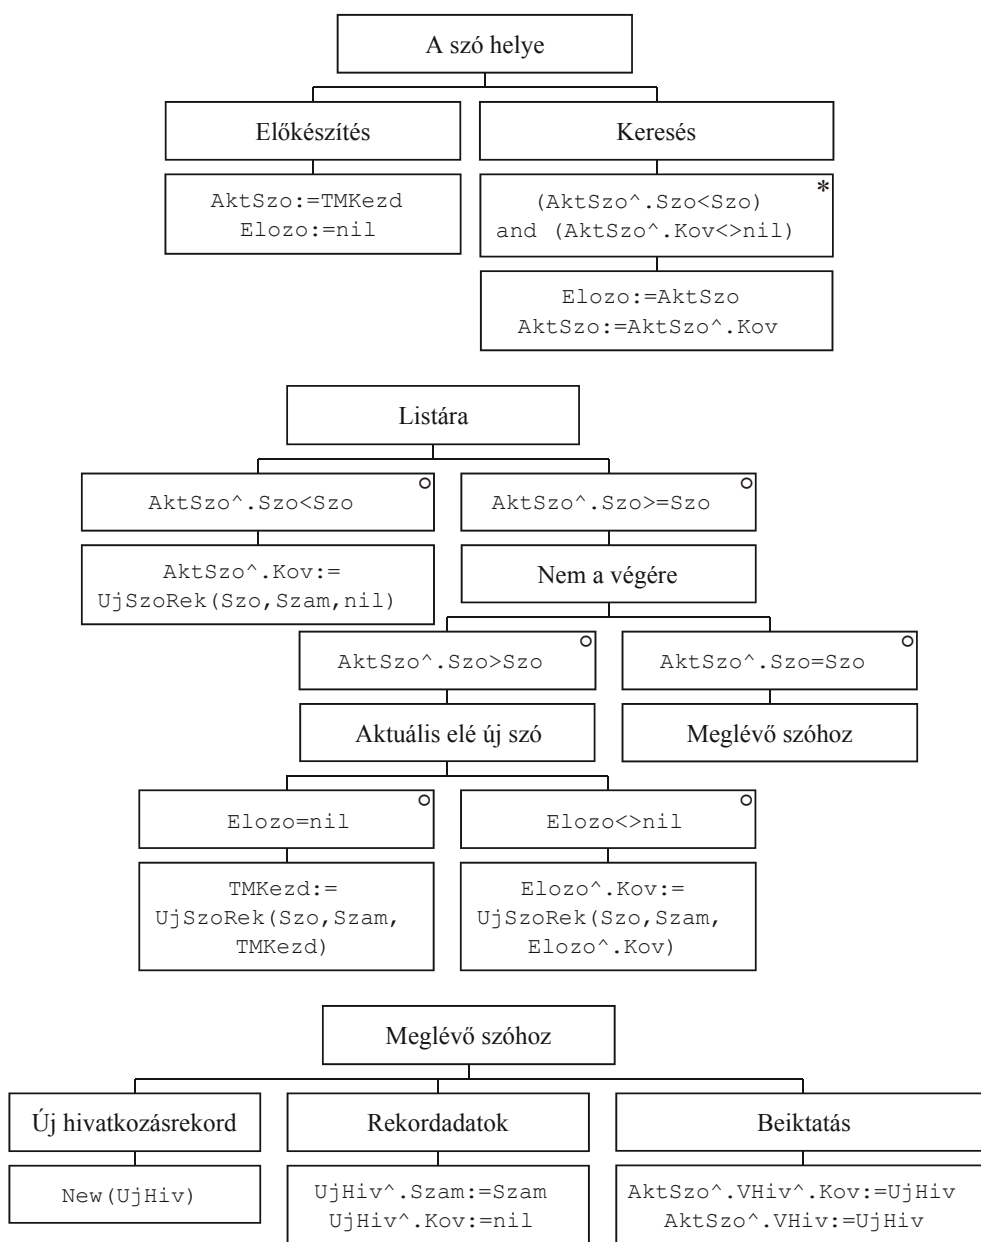 A szó helye
Előkészítés
Keresés
AktSzo:=TMKezd
Elozo:=nil
*
(AktSzo^.Szo<Szo)
and (AktSzo^.Kov<>nil)
Elozo:=AktSzo
AktSzo:=AktSzo^.Kov
Listára
AktSzo^.Szo<Szo
AktSzo^.Szo>=Szo
AktSzo^.Kov:=
UjSzoRek(Szo,Szam,nil)
Nem a végére
AktSzo^.Szo>Szo
AktSzo^.Szo=Szo
Aktuális elé új szó
Meglévő szóhoz
Elozo=nil
Elozo<>nil
TMKezd:=
UjSzoRek(Szo,Szam,
TMKezd)
Elozo^.Kov:=
UjSzoRek(Szo,Szam,
Elozo^.Kov)
Meglévő szóhoz
Új hivatkozásrekord
Rekordadatok
Beiktatás
New(UjHiv)
UjHiv^.Szam:=Szam
UjHiv^.Kov:=nil
AktSzo^.VHiv^.Kov:=UjHiv
AktSzo^.VHiv:=UjHiv